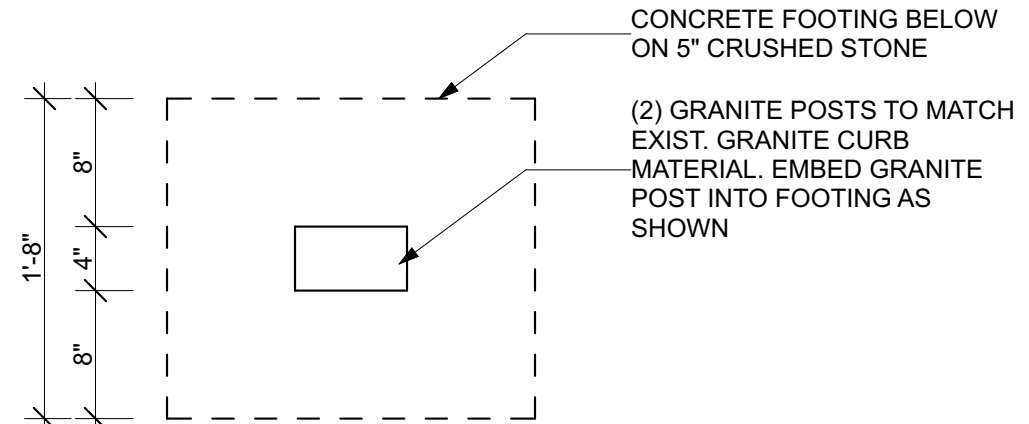 CONCRETE FOOTING BELOW
ON 5" CRUSHED STONE
(2) GRANITE POSTS TO MATCH
EXIST. GRANITE CURB
MATERIAL. EMBED GRANITE
POST INTO FOOTING AS
SHOWN
1'-8"
8"
4"
8"